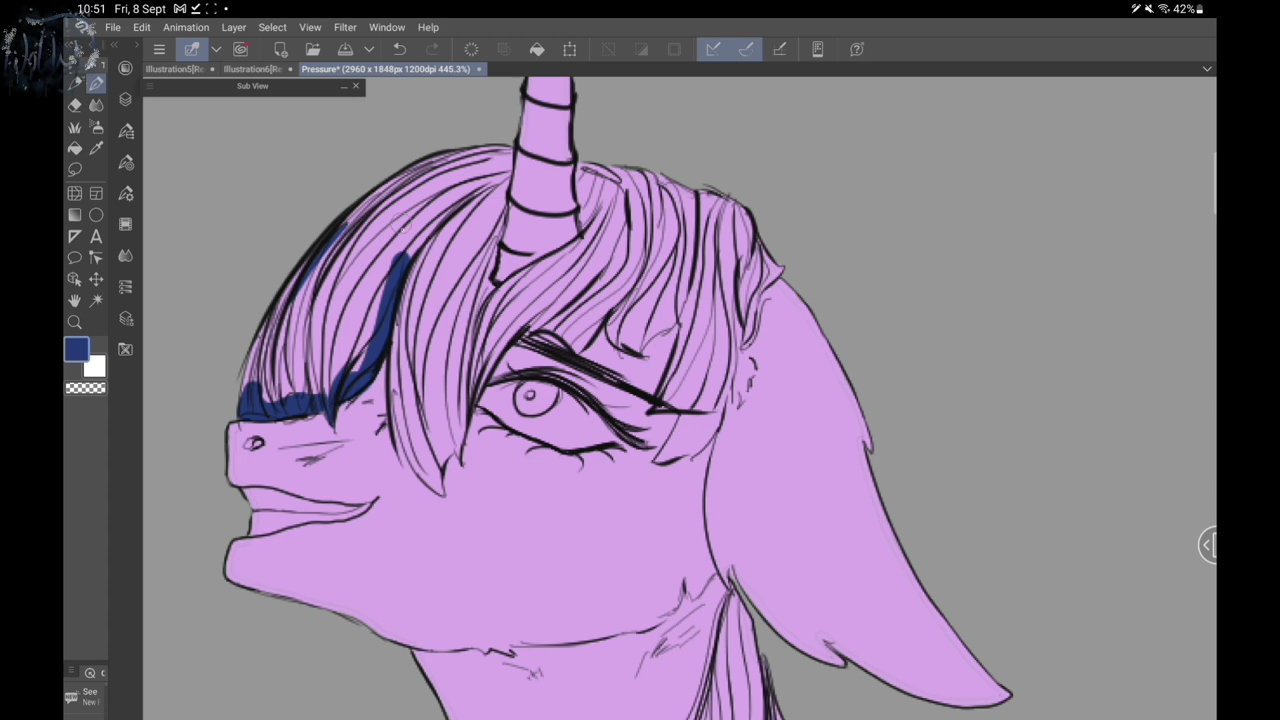 10:51 Fri, 8 Sept 42%
File Edit Animation Layer Select View Filter Window Help
Illustration5[Re Illustration6[Re Pressure* (2960 x 1848px 1200dpi 445.3%)
Sub View
See
New